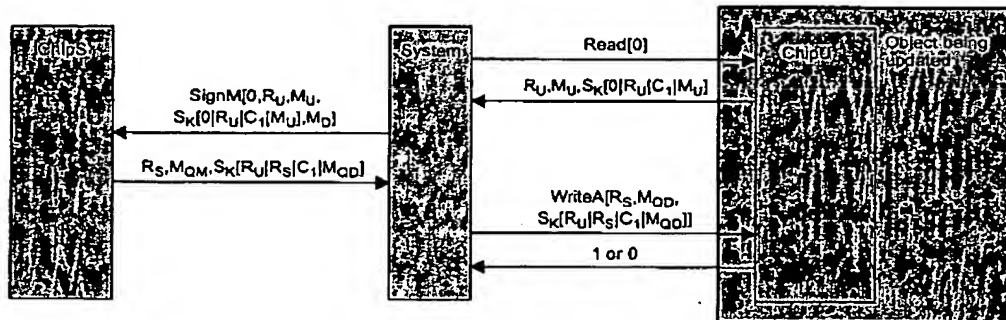 ChipS
System
Read[0]
ChipU
Object being
updated
R_U,M_U,S_K[0|R_U|C_1|M_U]
SignM[0,R_U,M_U,
S_K[0|R_U|C_1|M_U],M_D]
R_S,M_QM,S_K[R_U|R_S|C_1|M_QD]
WriteA[R_S,M_QD,
S_K[R_U|R_S|C_1|M_QD]]
1 or 0